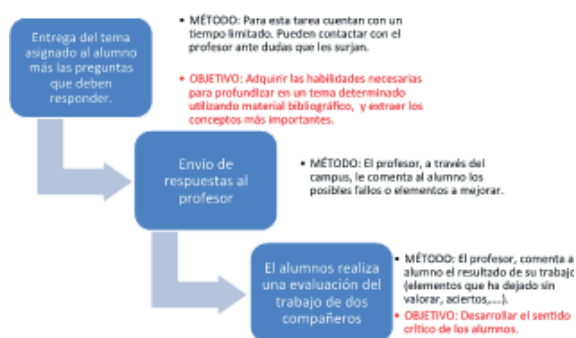 Entrega del tema
asignado al alumno
más las preguntas
que deben
responder.
• MÉTODO: Para esta tarea cuentan con un
tiempo limitado. Pueden contactar con el
profesor ante dudas que les surjan.
• OBJETIVO: Adquirir las habilidades necesarias
para profundizar en un tema determinado
utilizando material bibliográfico, y extraer los
conceptos más importantes.
Envío de
respuestas al
profesor
• MÉTODO: El profesor, a través del
campus, le comenta al alumno los
posibles fallos o elementos a mejorar.
El alumnos realiza
una evaluación del
trabajo de dos
compañeros
• MÉTODO: El profesor, comenta a
alumno el resultado de su trabajo
(elementos que ha dejado sin
valorar, aciertos,....).
• OBJETIVO: Desarrollar el sentido
crítico de los alumnos.